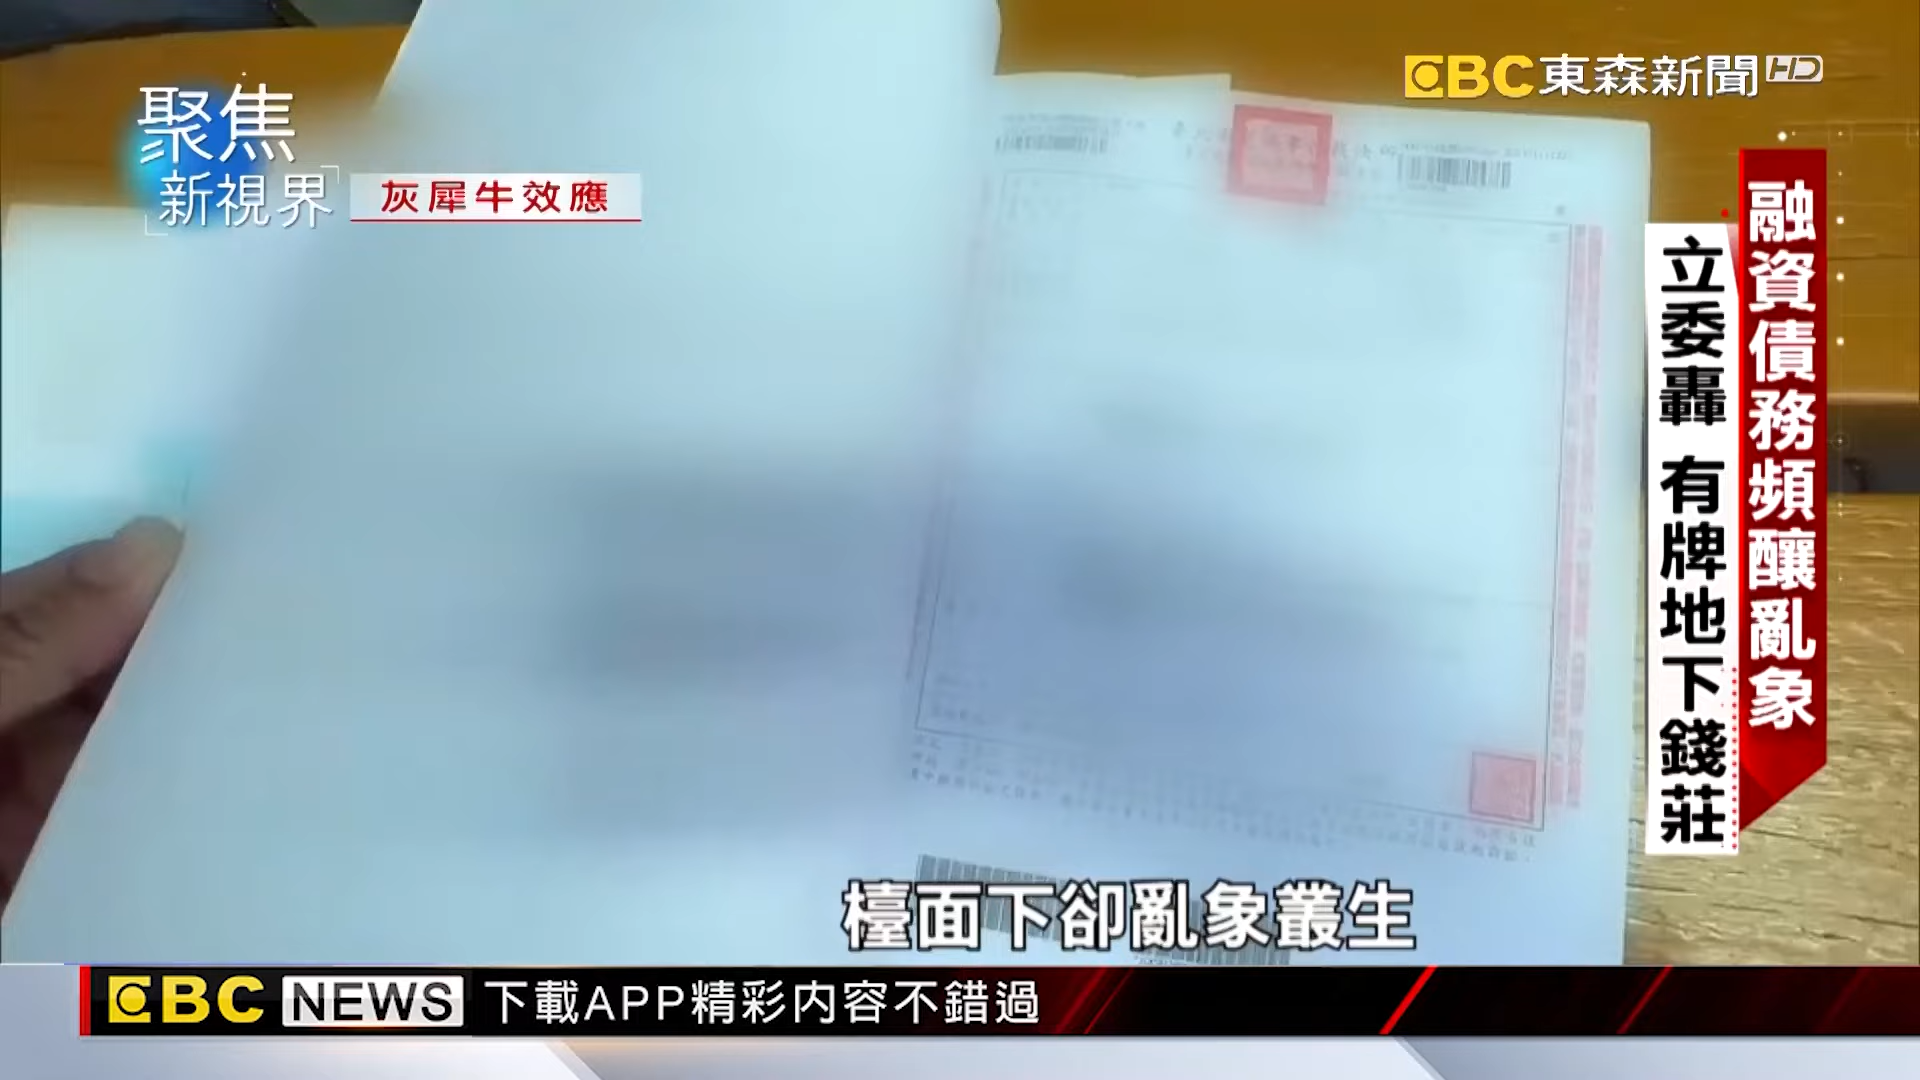 EBC東森新聞HD
聚焦
新視界
灰犀牛效應
融資債務頻釀亂象
立委轟 有牌地下錢莊
檯面下卻亂象叢生
EBC NEWS 下載APP精彩內容不錯過